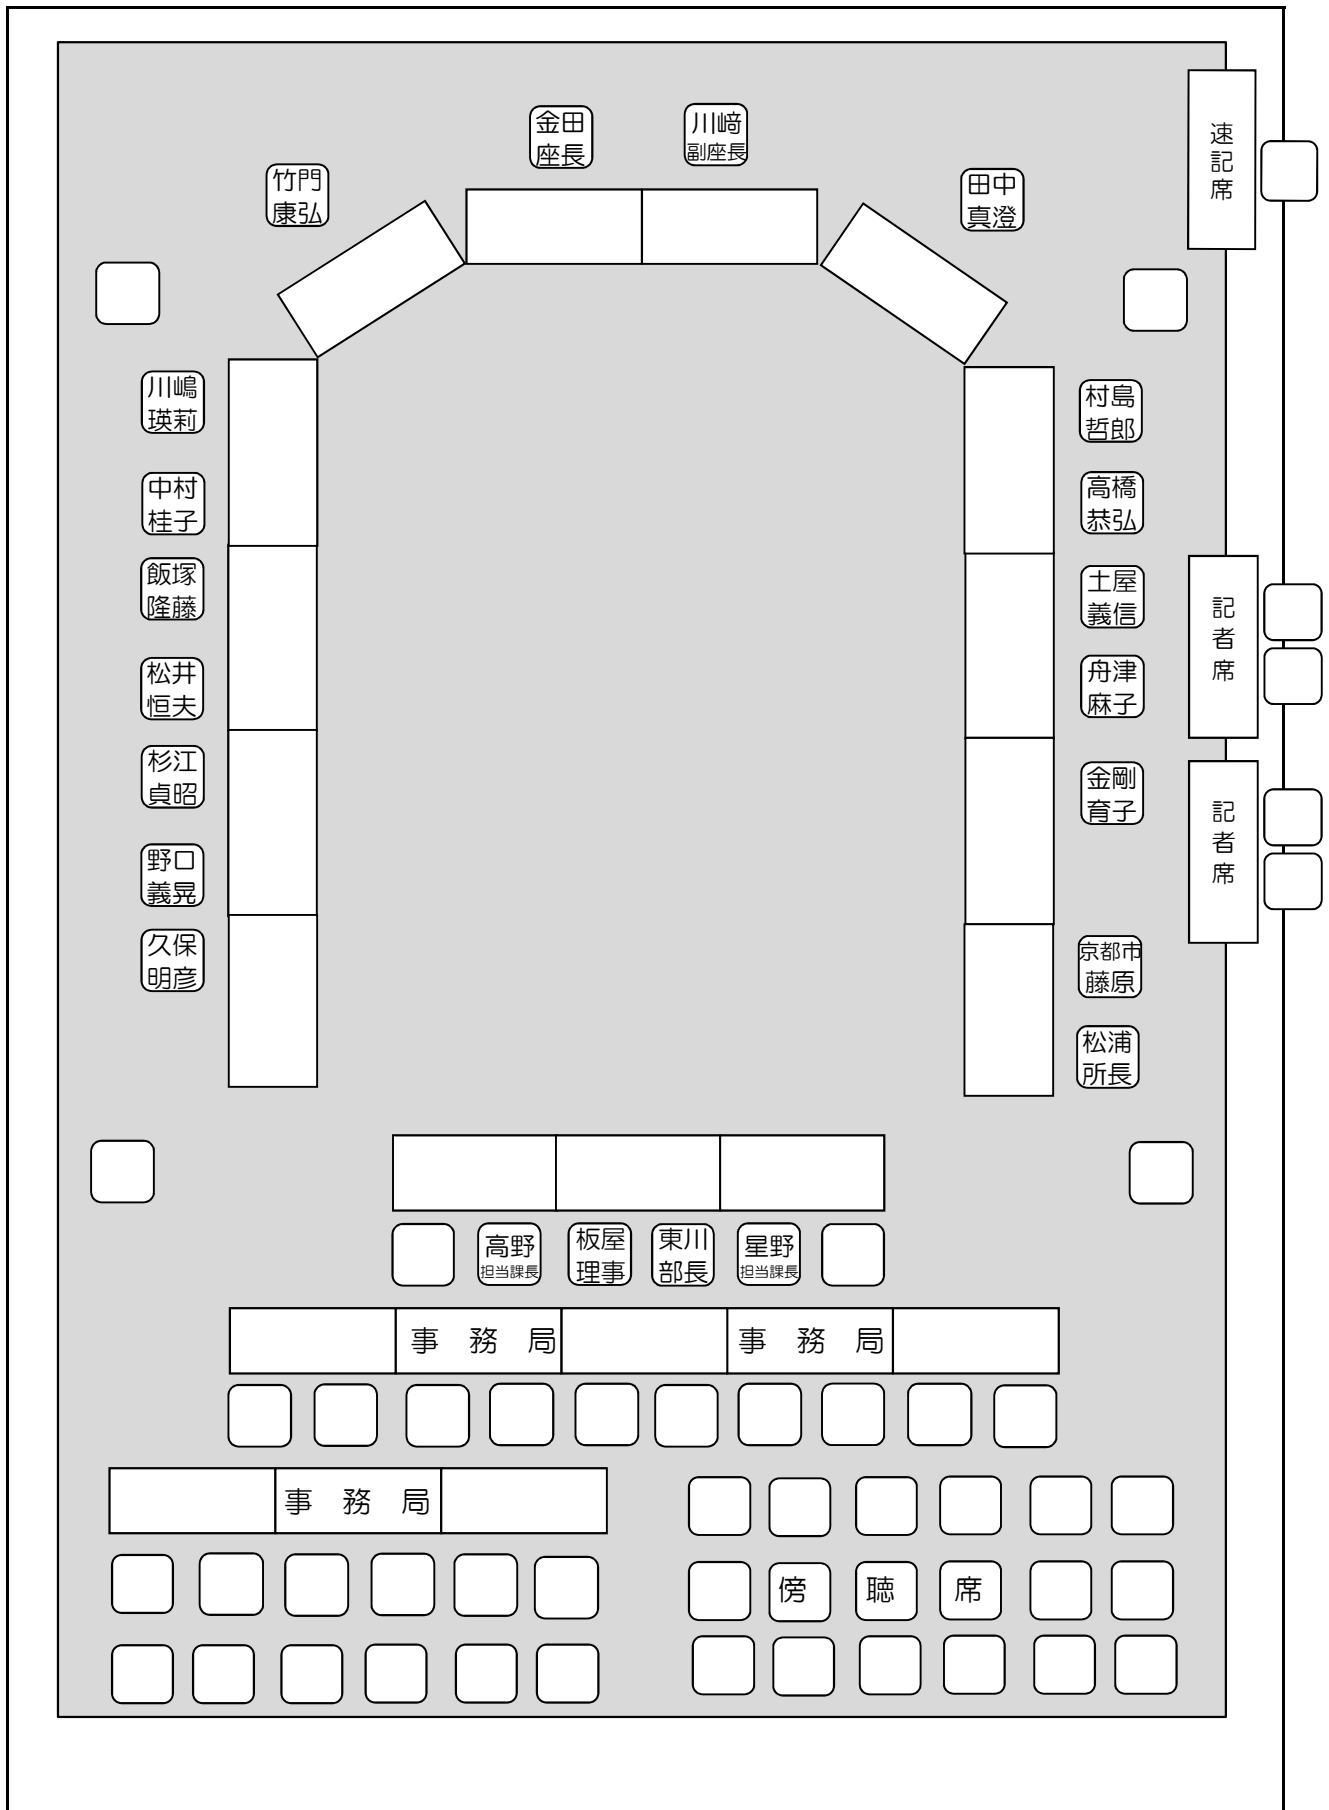 金田
座長
川﨑
副座長
竹門
康弘
田中
真澄
速記席
川嶋
瑛莉
中村
桂子
飯塚
隆藤
松井
恒夫
杉江
貞昭
野口
義晃
久保
明彦
村島
哲郎
高橋
恭弘
土屋
義信
舟津
麻子
金剛
育子
京都市
藤原
松浦
所長
記者席
記者席
高野
担当課長
板屋
理事
東川
部長
星野
担当課長
事務局
事務局
事務局
傍聴席